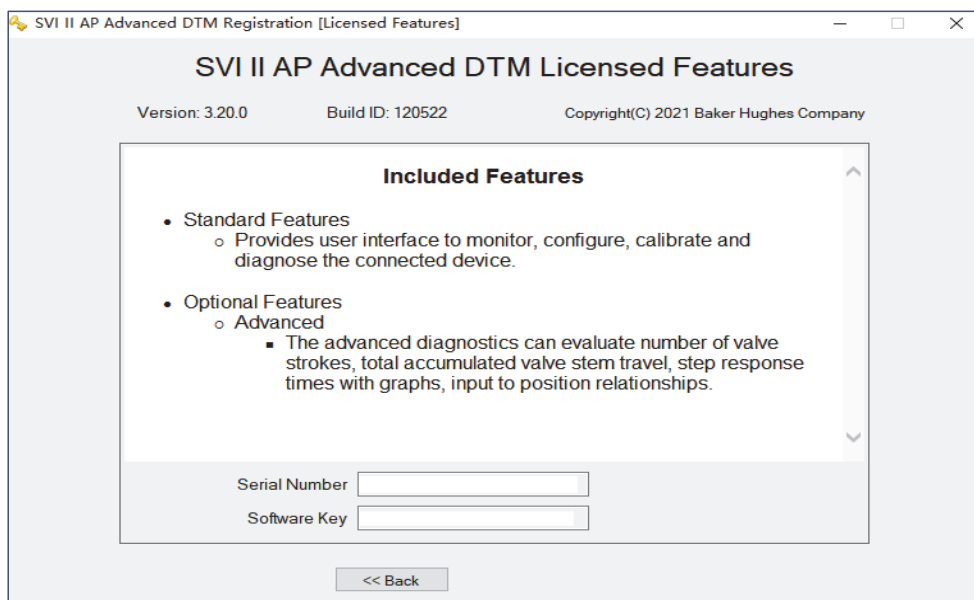 SVI II AP Advanced DTM Registration [Licensed Features]
SVI II AP Advanced DTM Licensed Features
Version: 3.20.0 Build ID: 120522 Copyright(C) 2021 Baker Hughes Company
Included Features
• Standard Features
o Provides user interface to monitor, configure, calibrate and
diagnose the connected device.
• Optional Features
o Advanced
▪ The advanced diagnostics can evaluate number of valve
strokes, total accumulated valve stem travel, step response
times with graphs, input to position relationships.
Serial Number
Software Key
<< Back